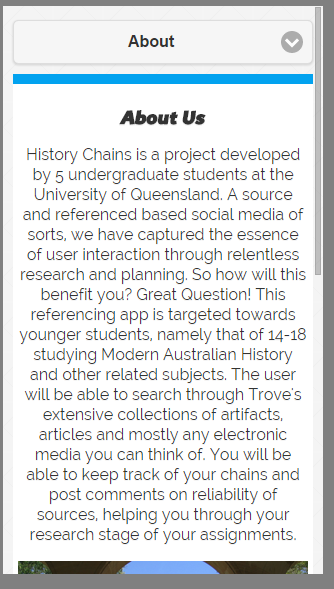 About
About Us
History Chains is a project developed
by 5 undergraduate students at the
University of Queensland. A source
and referenced based social media of
sorts, we have captured the essence
of user interaction through relentless
research and planning. So how will this
benefit you? Great Question! This
referencing app is targeted towards
younger students, namely that of 14-18
studying Modern Australian History
and other related subjects. The user
will be able to search through Trove's
extensive collections of artifacts,
articles and mostly any electronic
media you can think of. You will be
able to keep track of your chains and
post comments on reliability of
sources, helping you through your
research stage of your assignments.